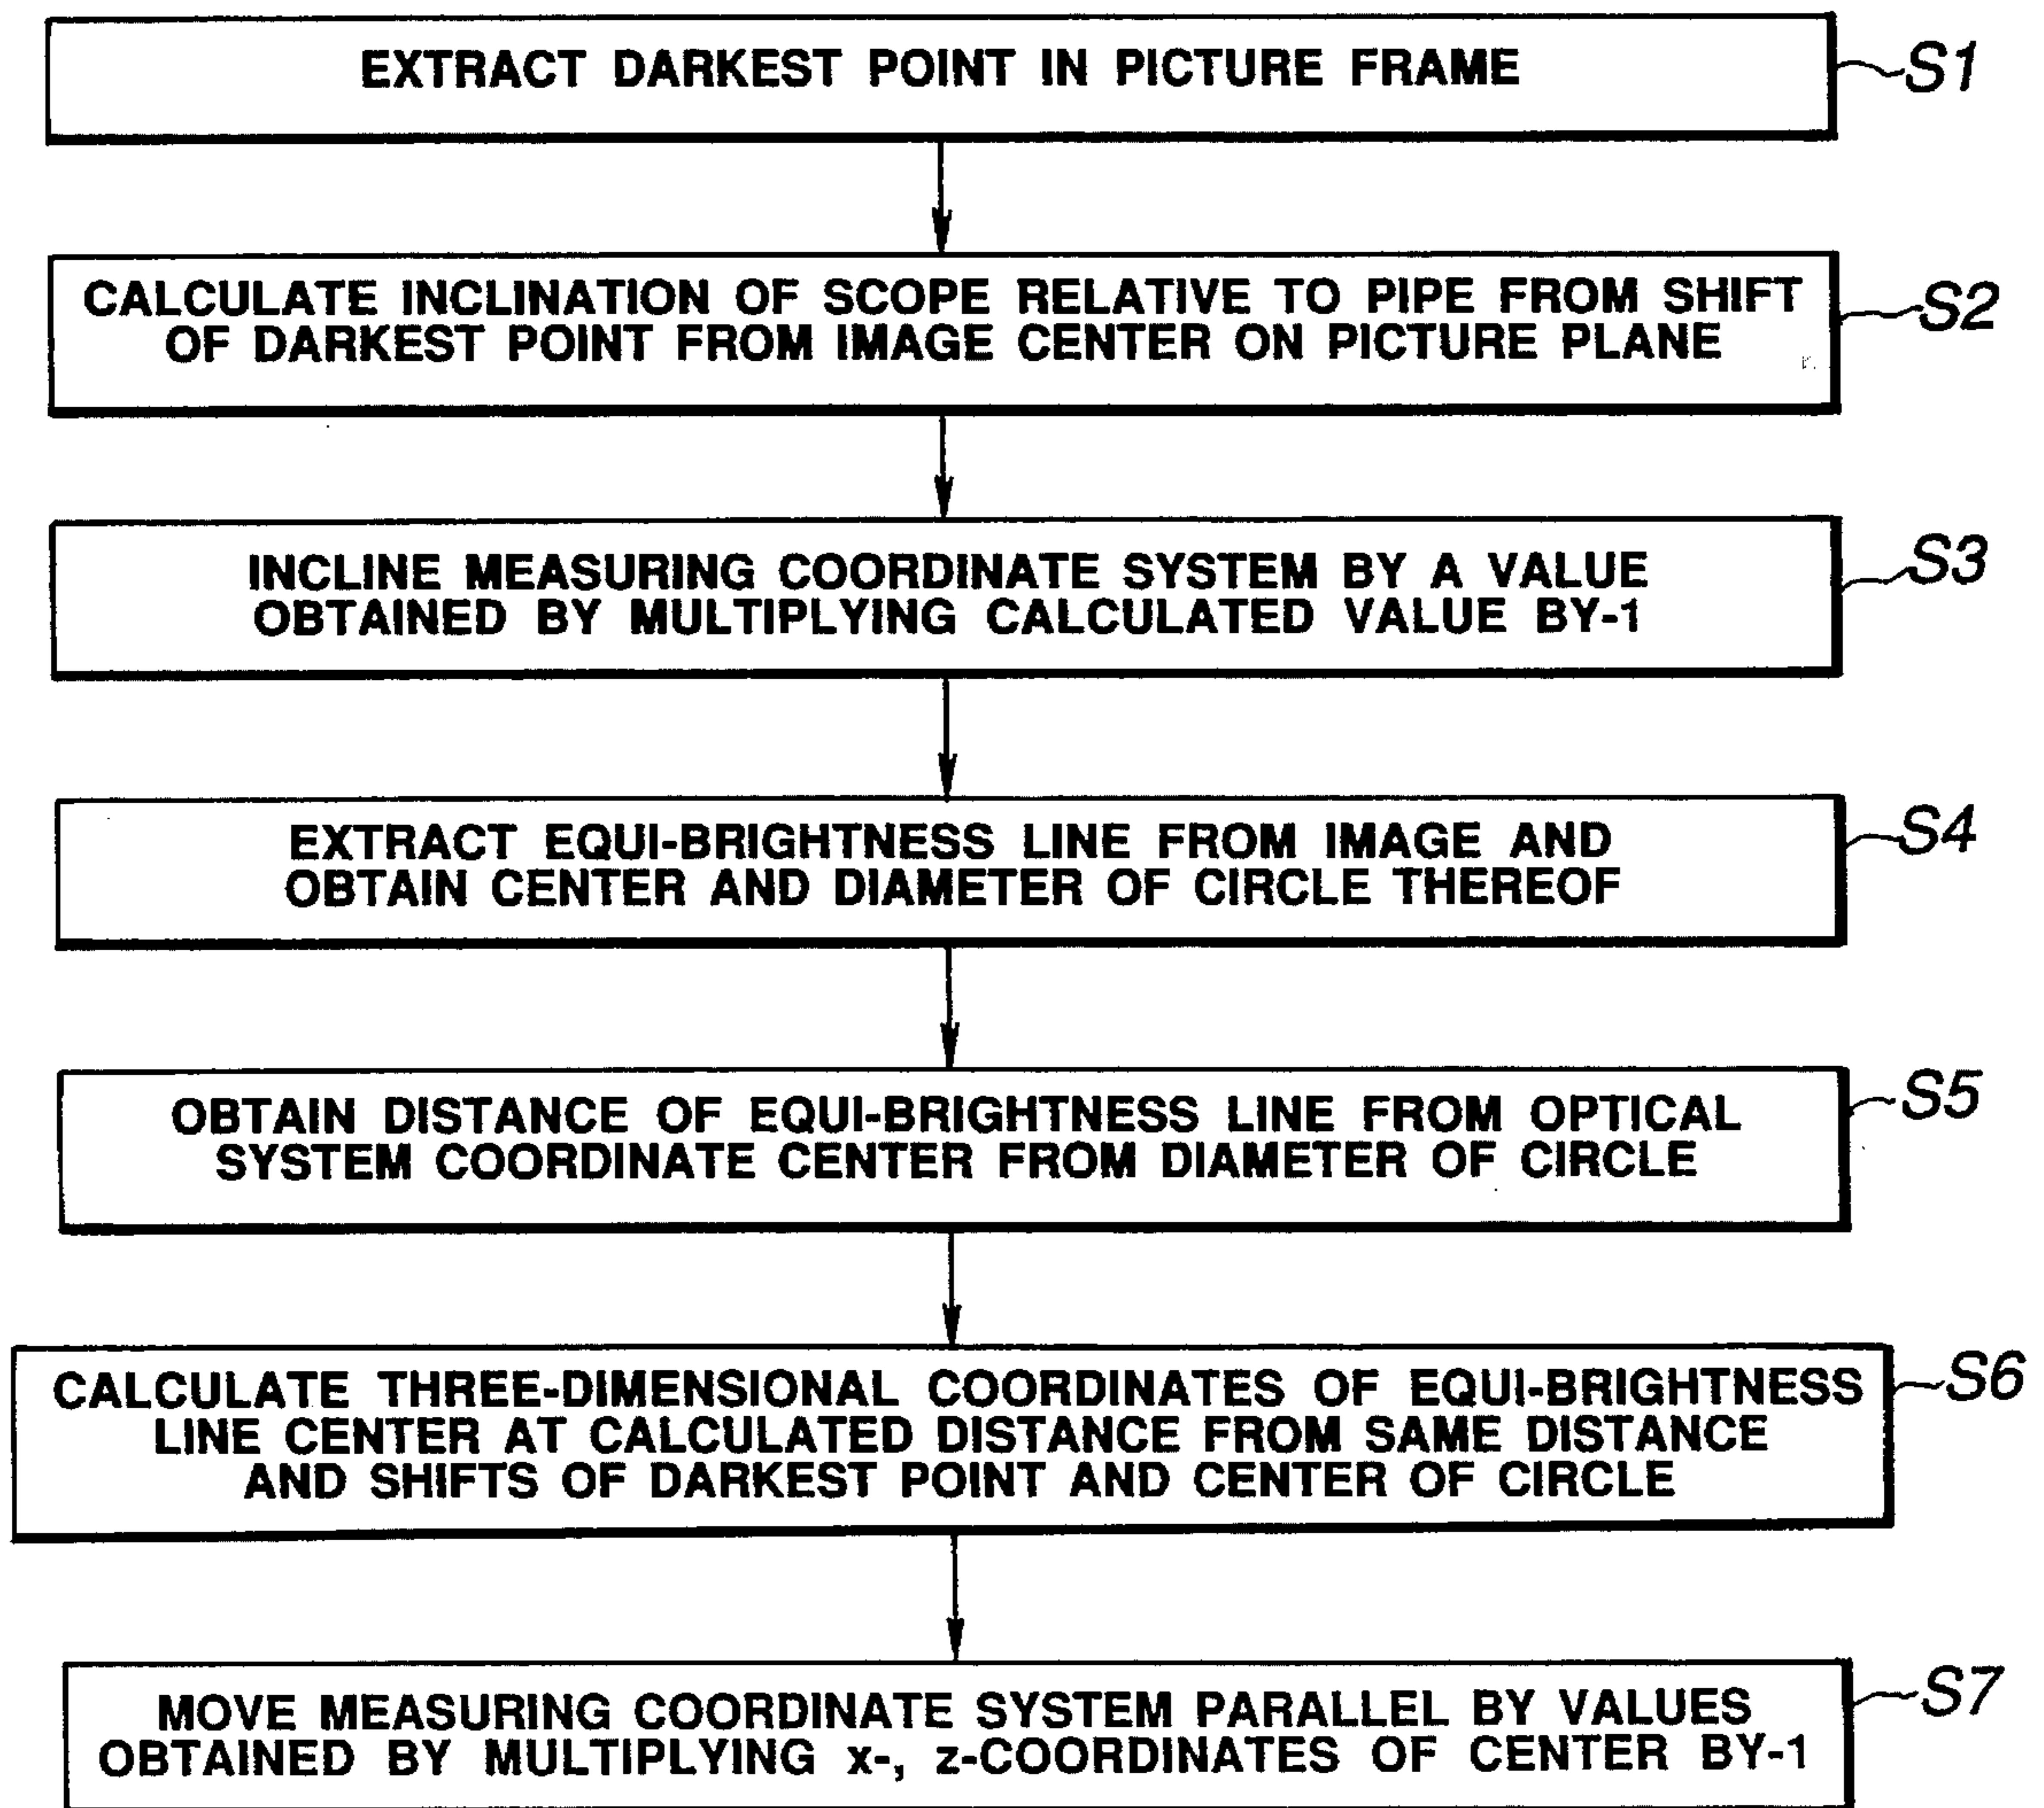 EXTRACT DARKEST POINT IN PICTURE FRAME
S1
CALCULATE INCLINATION OF SCOPE RELATIVE TO PIPE FROM SHIFT
OF DARKEST POINT FROM IMAGE CENTER ON PICTURE PLANE
S2
INCLINE MEASURING COORDINATE SYSTEM BY A VALUE
OBTAINED BY MULTIPLYING CALCULATED VALUE BY-1
S3
EXTRACT EQUI-BRIGHTNESS LINE FROM IMAGE AND
OBTAIN CENTER AND DIAMETER OF CIRCLE THEREOF
S4
OBTAIN DISTANCE OF EQUI-BRIGHTNESS LINE FROM OPTICAL
SYSTEM COORDINATE CENTER FROM DIAMETER OF CIRCLE
S5
CALCULATE THREE-DIMENSIONAL COORDINATES OF EQUI-BRIGHTNESS
LINE CENTER AT CALCULATED DISTANCE FROM SAME DISTANCE
AND SHIFTS OF DARKEST POINT AND CENTER OF CIRCLE
S6
MOVE MEASURING COORDINATE SYSTEM PARALLEL BY VALUES
OBTAINED BY MULTIPLYING x-, z-COORDINATES OF CENTER BY-1
S7